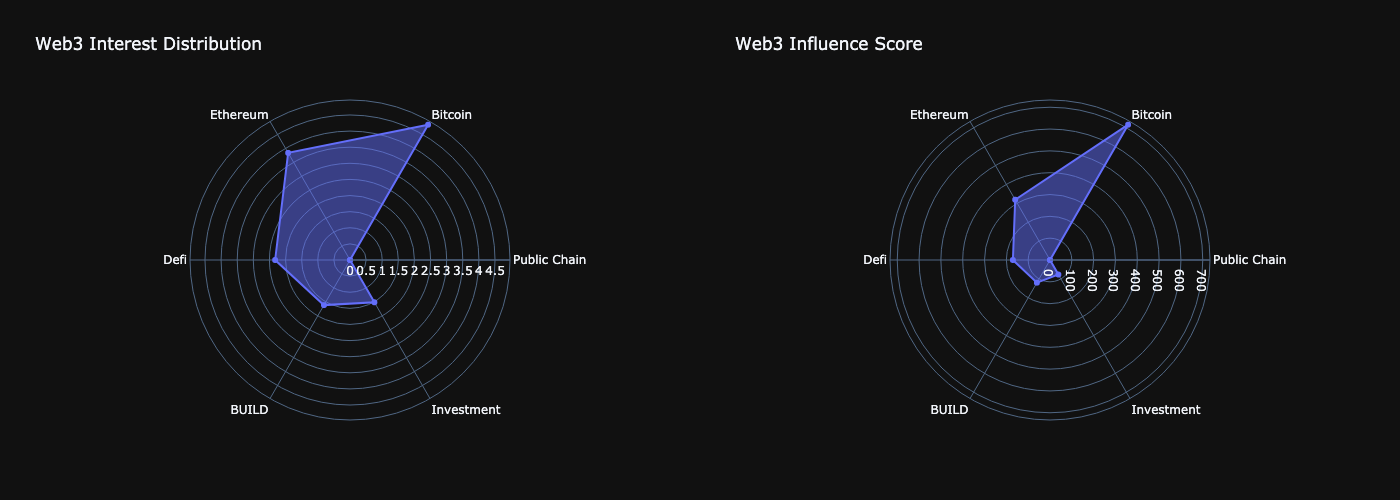 Web3 Interest Distribution
Ethereum
Bitcoin
Defi
0 0.5 1 1.5 2 2.5 3 3.5 4 4.5
Public Chain
BUILD
Investment
Web3 Influence Score
Ethereum
Bitcoin
Defi
0 100 200 300 400 500 600 700
Public Chain
BUILD
Investment